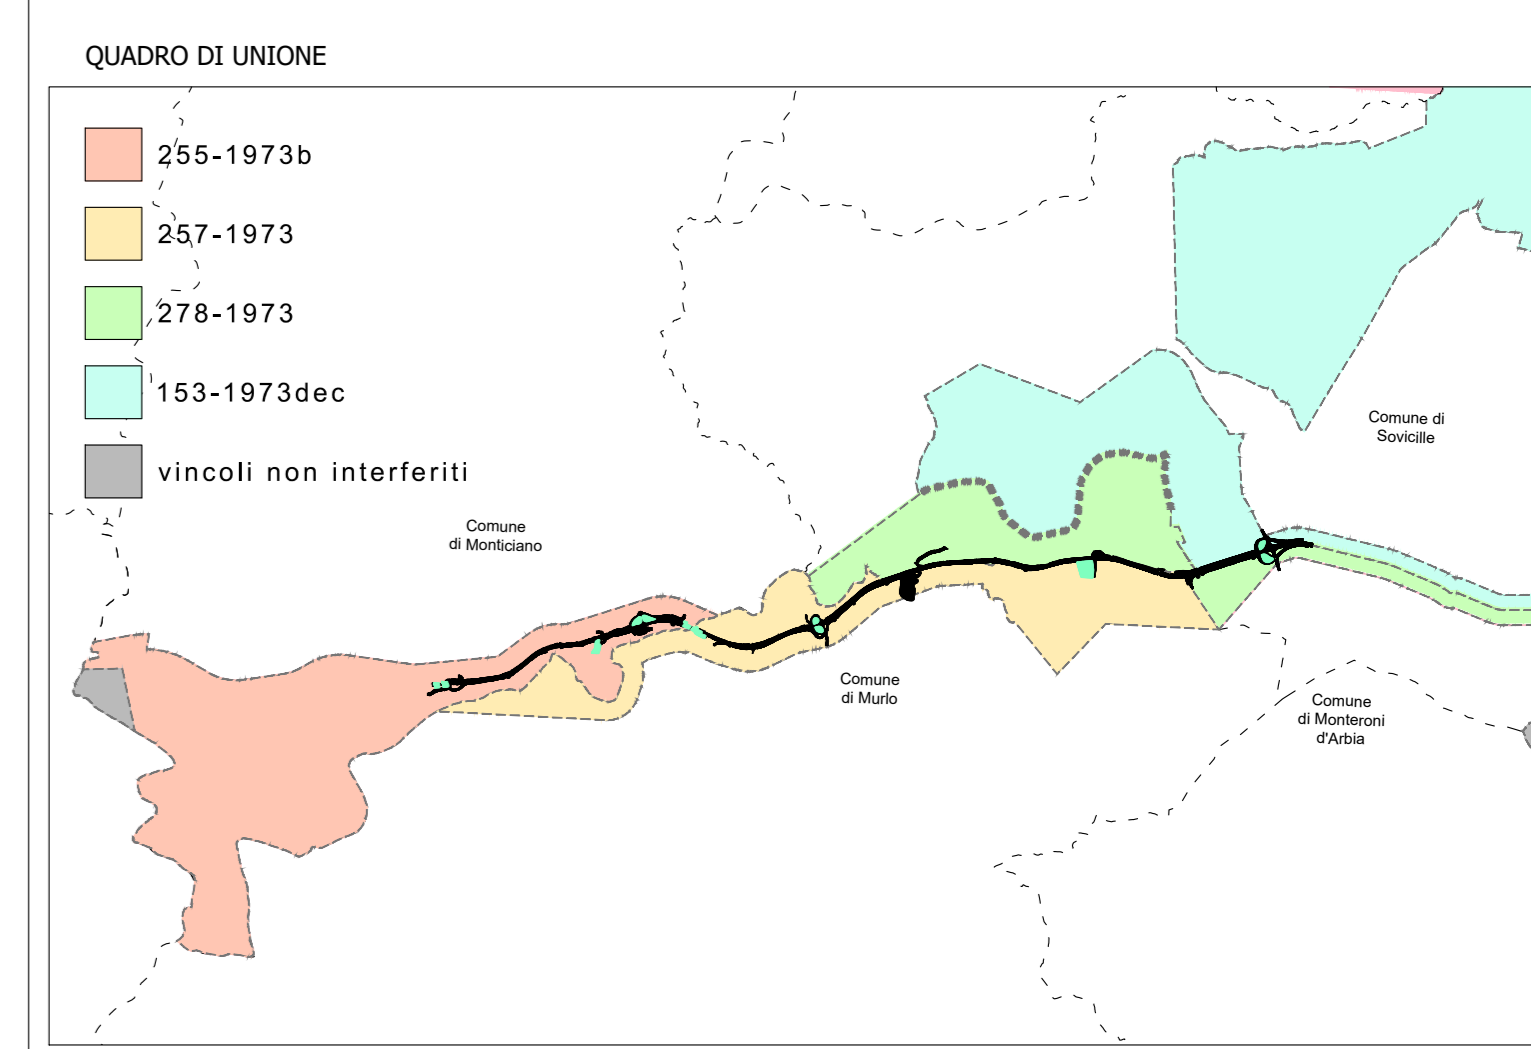 QUADRO DI UNIONE
255-1973b
257-1973
278-1973
153-1973dec
vincoli non interferiti
Comune di
Sovicille
Comune
di Monticiano
Comune
di Murlo
Comune
di Monteroni
d'Arbia